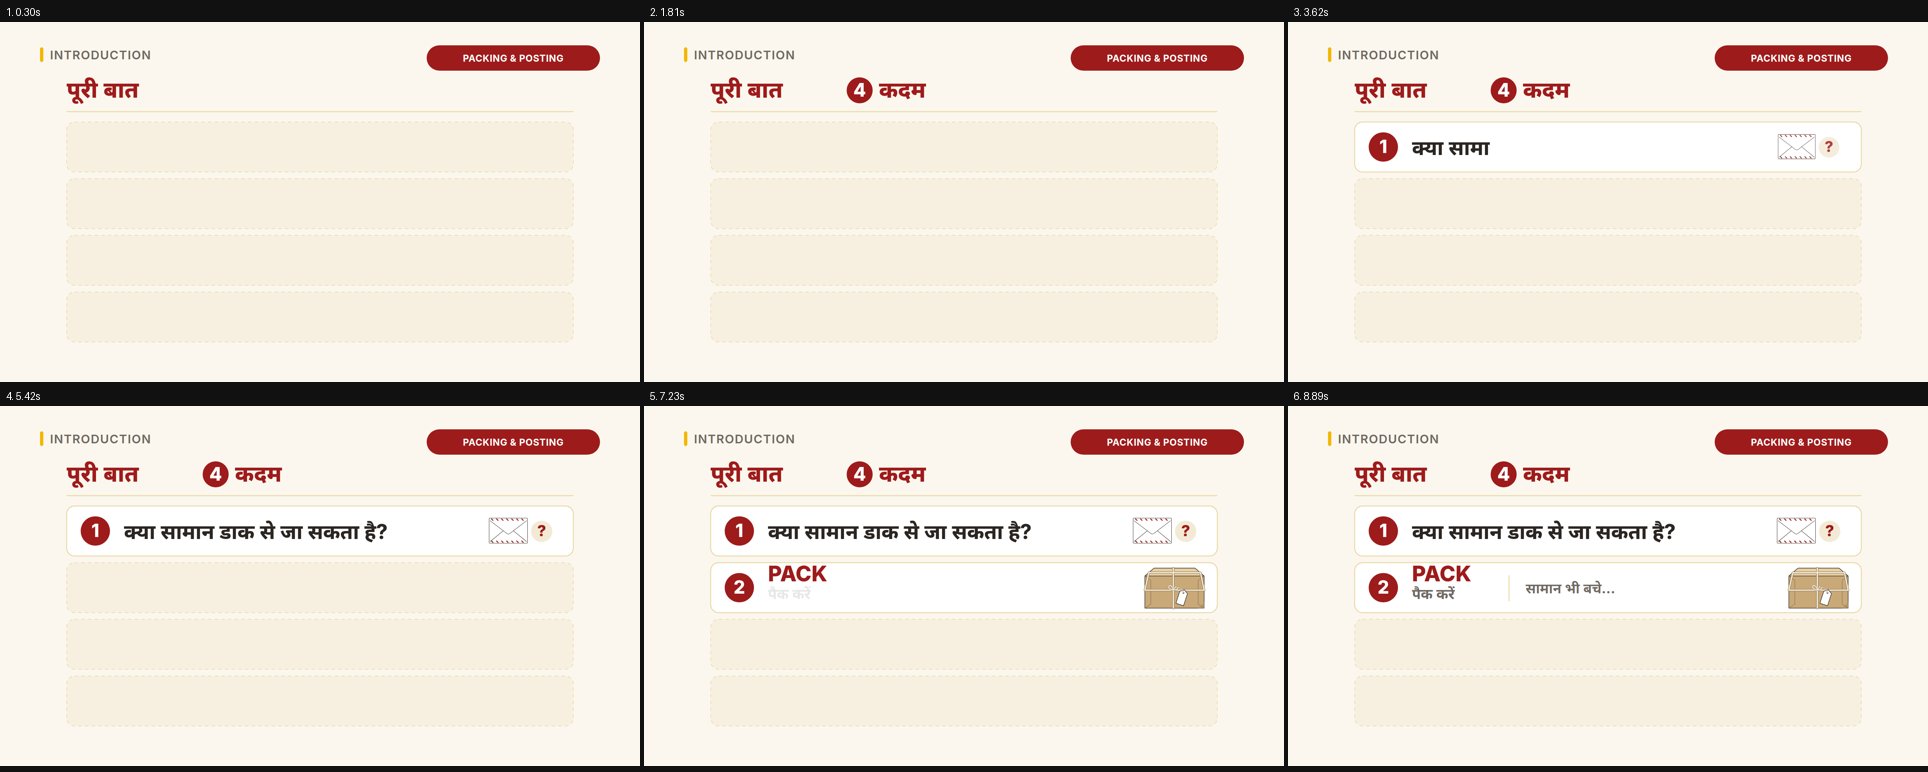 1. 0.30s
INTRODUCTION
PACKING & POSTING
पूरी बात
2. 1.81s
INTRODUCTION
PACKING & POSTING
पूरी बात 4 कदम
3. 3.62s
INTRODUCTION
PACKING & POSTING
पूरी बात 4 कदम
1 क्या सामा ?
4. 5.42s
INTRODUCTION
PACKING & POSTING
पूरी बात 4 कदम
1 क्या सामान डाक से जा सकता है? ?
5. 7.23s
INTRODUCTION
PACKING & POSTING
पूरी बात 4 कदम
1 क्या सामान डाक से जा सकता है? ?
2 PACK
पैक करें
6. 8.89s
INTRODUCTION
PACKING & POSTING
पूरी बात 4 कदम
1 क्या सामान डाक से जा सकता है? ?
2 PACK
पैक करें
सामान भी बचे...